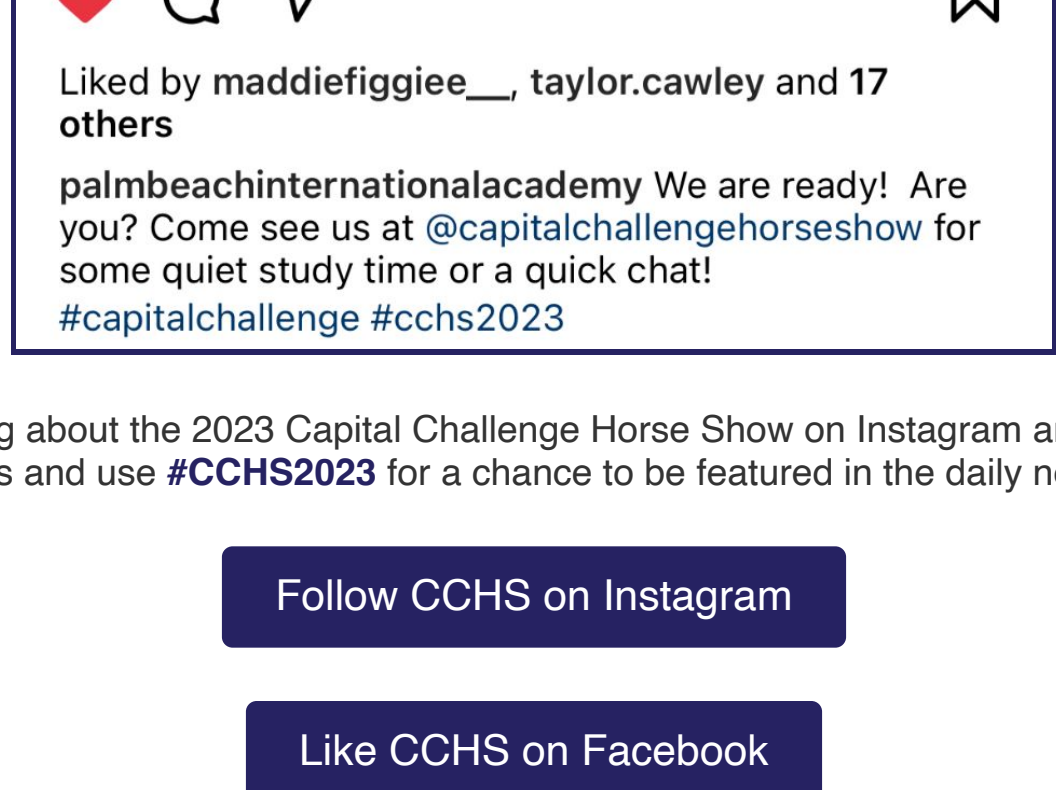 Liked by maddiefiggiee__, taylor.cawley and 17
others
palmbeachinternationalacademy We are ready!  Are
you? Come see us at @capitalchallengehorseshow for
some quiet study time or a quick chat!
#capitalchallenge #cchs2023
about the 2023 Capital Challenge Horse Show on Instagram
and use #CCHS2023 for a chance to be featured in the daily
Follow CCHS on Instagram
Like CCHS on Facebook